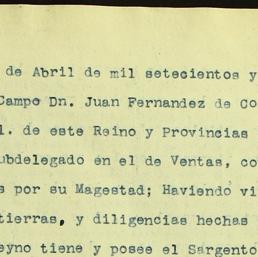 de Abril de mil setecientos y
Campo Dn. Juan Fernandez de Co
l. de este Reino y Provincias
ubdelegado en el de Ventas, co
s por su Magestad; Haviendo vi
tierras, y diligencias hechas
eyno tiene y posee el Sargento